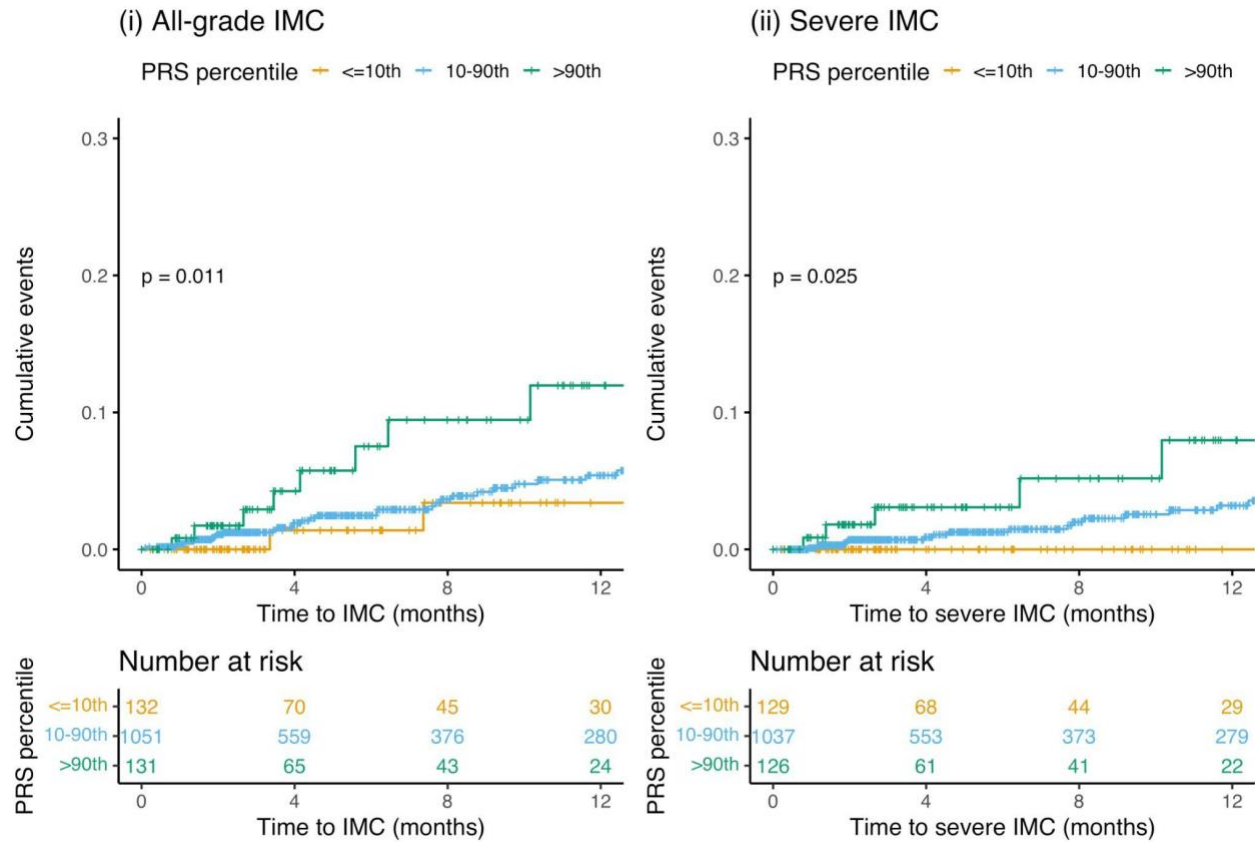 (i) All-grade IMC
PRS percentile <=10th 10-90th >90th
0.3
0.2
0.1
0.0
Cumulative events
p = 0.011
0 4 8 12
Time to IMC (months)
Number at risk
PRS percentile
<=10th 132 70 45 30
10-90th 1051 559 376 280
>90th 131 65 43 24
0 4 8 12
Time to IMC (months)
(ii) Severe IMC
PRS percentile <=10th 10-90th >90th
0.3
0.2
0.1
0.0
Cumulative events
p = 0.025
0 4 8 12
Time to severe IMC (months)
Number at risk
PRS percentile
<=10th 129 68 44 29
10-90th 1037 553 373 279
>90th 126 61 41 22
0 4 8 12
Time to severe IMC (months)